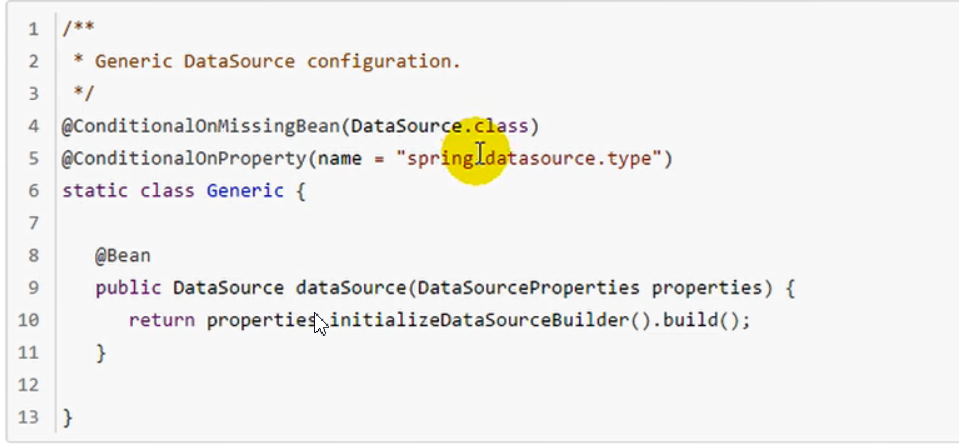 1 /**
2 * Generic DataSource configuration.
3 */
4 @ConditionalOnMissingBean(DataSource.class)
5 @ConditionalOnProperty(name = "spring.datasource.type")
6 static class Generic {
7
8 @Bean
9 public DataSource dataSource(DataSourceProperties properties) {
10 return properties.initializeDataSourceBuilder().build();
11 }
12
13 }